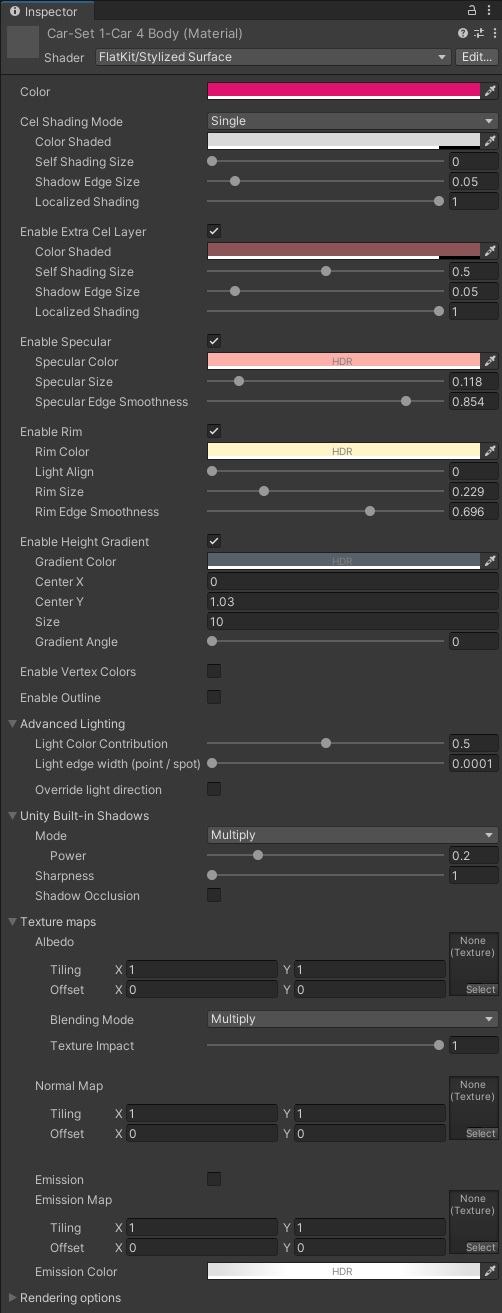 Inspector
Car-Set 1-Car 4 Body (Material)
Shader FlatKit/Stylized Surface Edit...
Color
Cel Shading Mode Single
Color Shaded
Self Shading Size 0
Shadow Edge Size 0.05
Localized Shading 1
Enable Extra Cel Layer
Color Shaded
Self Shading Size 0.5
Shadow Edge Size 0.05
Localized Shading 1
Enable Specular
Specular Color HDR
Specular Size 0.118
Specular Edge Smoothness 0.854
Enable Rim
Rim Color HDR
Light Align 0
Rim Size 0.229
Rim Edge Smoothness 0.696
Enable Height Gradient
Gradient Color HDR
Center X 0
Center Y 1.03
Size 10
Gradient Angle 0
Enable Vertex Colors
Enable Outline
Advanced Lighting
Light Color Contribution 0.5
Light edge width (point / spot) 0.0001
Override light direction
Unity Built-in Shadows
Mode Multiply
Power 0.2
Sharpness 1
Shadow Occlusion
Texture maps
Albedo None
(Texture)
Tiling X 1 Y 1
Offset X 0 Y 0 Select
Blending Mode Multiply
Texture Impact 1
Normal Map None
(Texture)
Tiling X 1 Y 1
Offset X 0 Y 0 Select
Emission
Emission Map None
(Texture)
Tiling X 1 Y 1
Offset X 0 Y 0 Select
Emission Color HDR
Rendering options